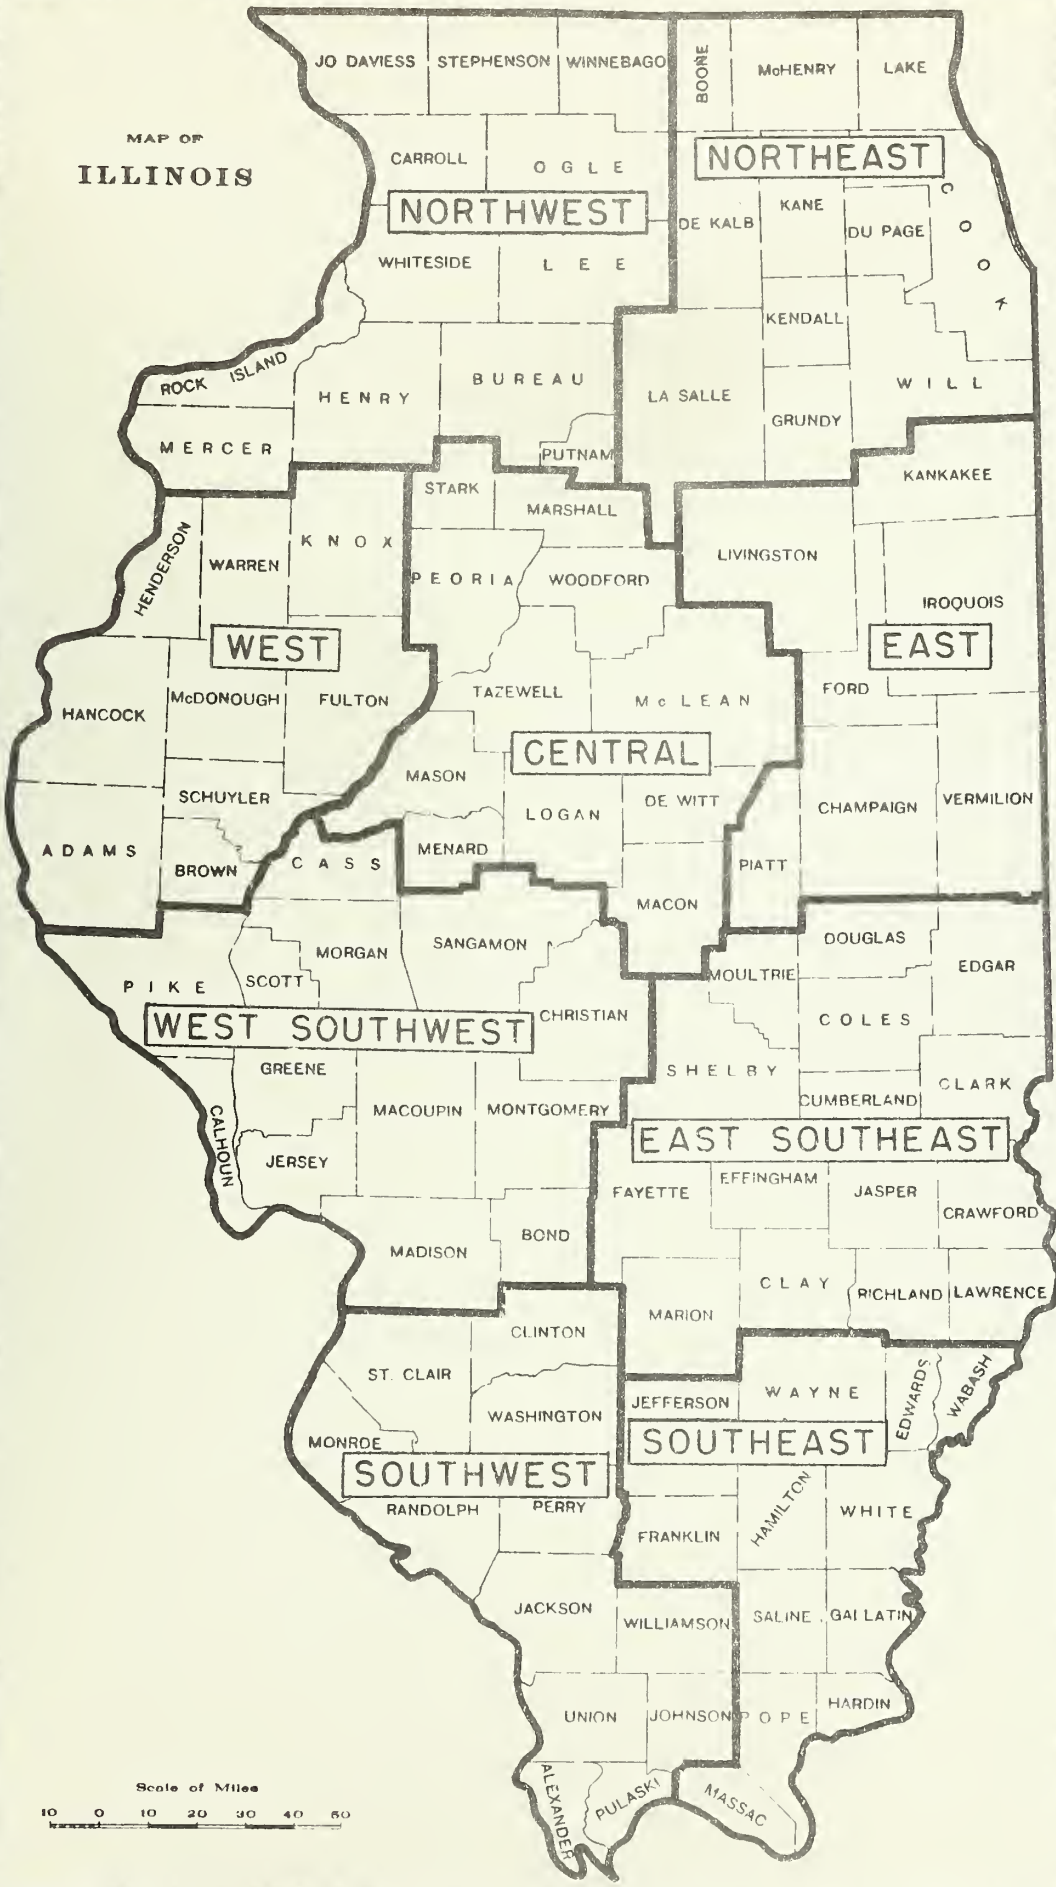 MAP OF
ILLINOIS
JO DAVIESS
STEPHENSON
WINNEBAGO
BOONE
McHENRY
LAKE
CARROLL
OGLE
NORTHEAST
NORTHWEST
DE KALB
KANE
DU PAGE
COOK
WHITESIDE
LEE
KENDALL
ROCK ISLAND
HENRY
BUREAU
LA SALLE
WILL
GRUNDY
MERCER
PUTNAM
KANKAKEE
STARK
MARSHALL
HENDERSON
WARREN
KNOX
PEORIA
WOODFORD
LIVINGSTON
IROQUOIS
WEST
EAST
HANCOCK
McDONOUGH
FULTON
TAZEWELL
McLEAN
FORD
CENTRAL
MASON
SCHUYLER
LOGAN
DE WITT
CHAMPAIGN
VERMILION
ADAMS
BROWN
CASS
MENARD
PIATT
MACON
MORGAN
SANGAMON
DOUGLAS
PIKE
SCOTT
MOULTRIE
EDGAR
WEST SOUTHWEST
CHRISTIAN
COLES
GREENE
SHELBY
CLARK
CALHOUN
MACOUPIN
MONTGOMERY
CUMBERLAND
JERSEY
EAST SOUTHEAST
FAYETTE
EFFINGHAM
JASPER
CRAWFORD
MADISON
BOND
MARION
CLAY
RICHLAND
LAWRENCE
CLINTON
ST. CLAIR
WASHINGTON
JEFFERSON
WAYNE
EDWARDS
WABASH
MONROE
SOUTHWEST
SOUTHEAST
RANDOLPH
PERRY
FRANKLIN
HAMILTON
WHITE
JACKSON
WILLIAMSON
SALINE
GALLATIN
UNION
JOHNSON
POPE
HARDIN
ALEXANDER
PULASKI
MASSAC
Scale of Miles
10 0 10 20 30 40 50